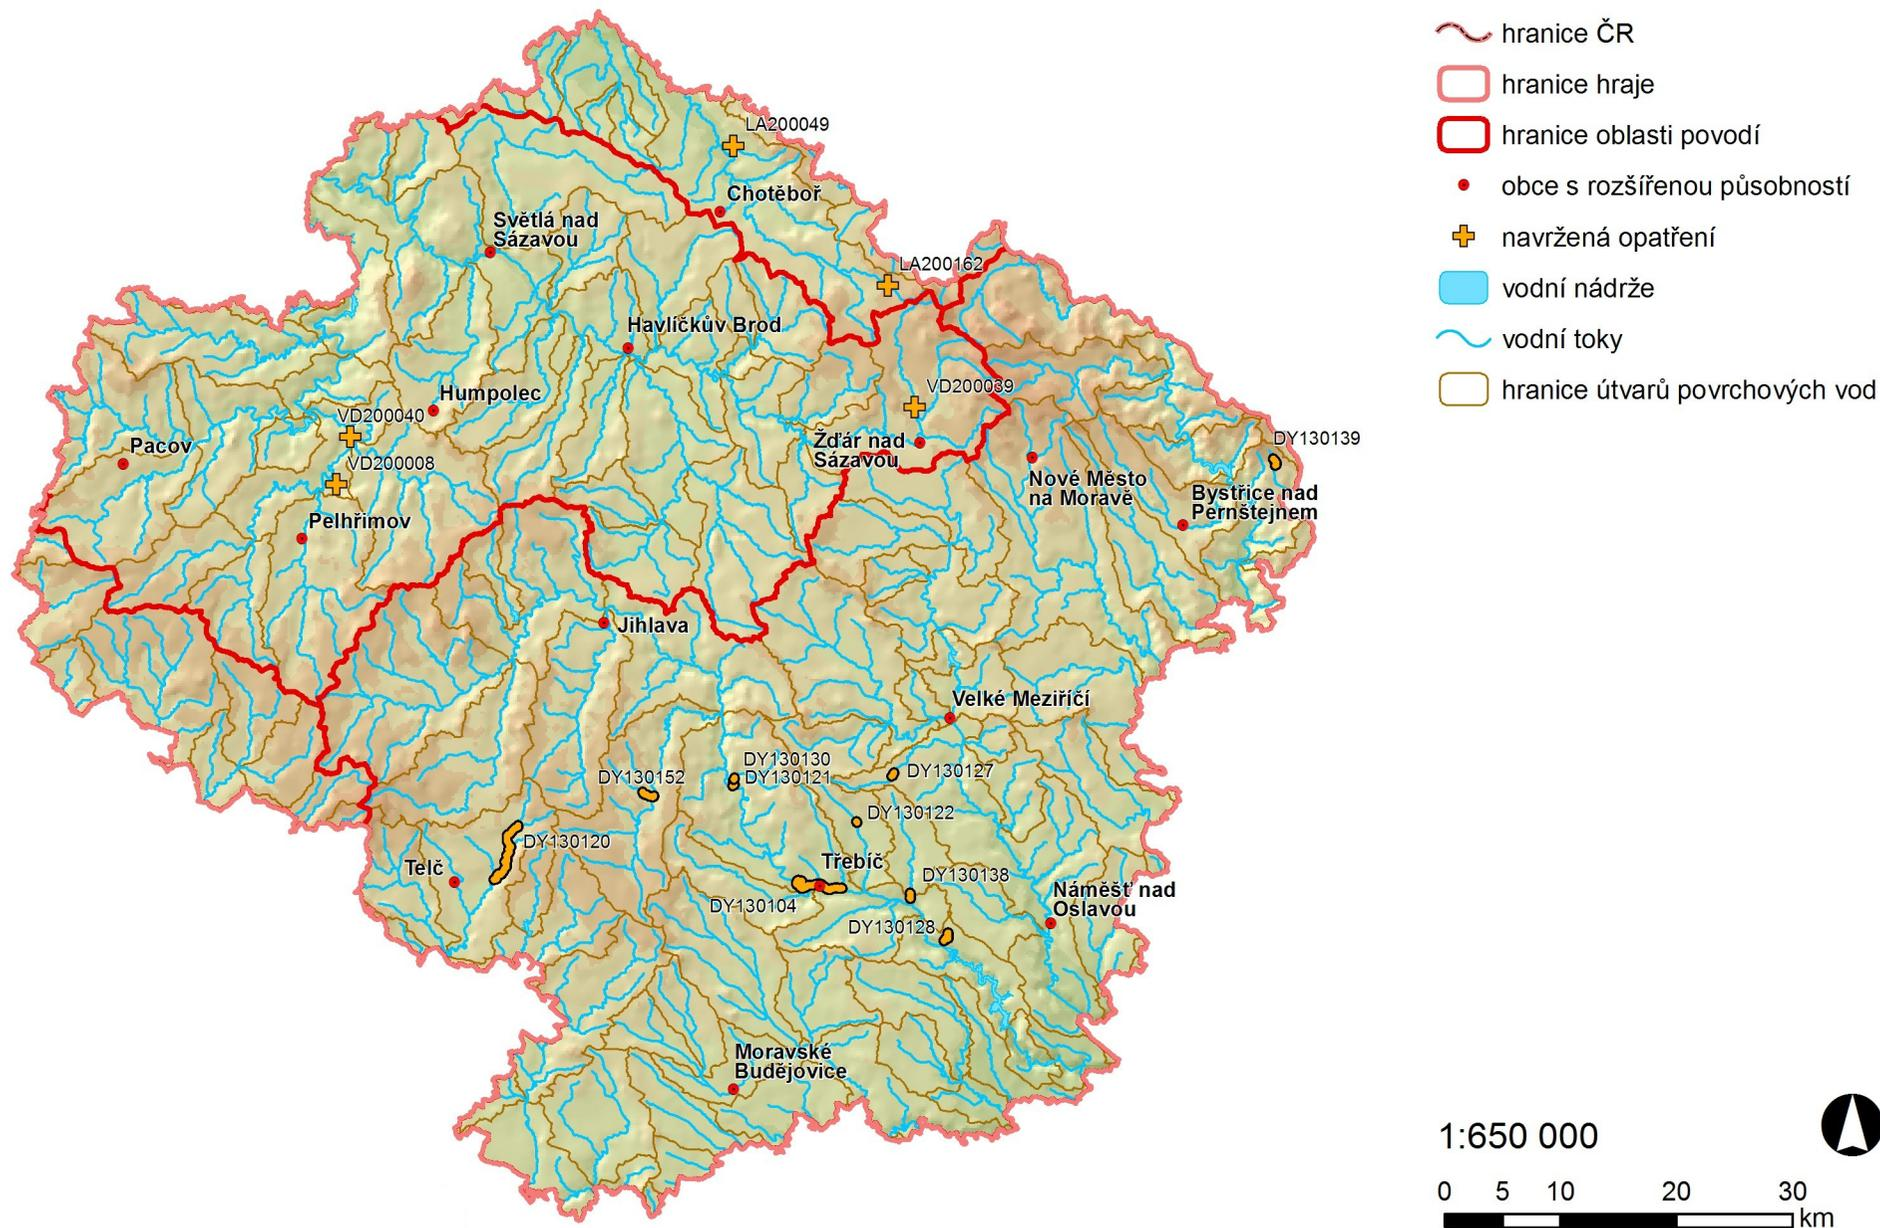 LA200049
Chotěboř
Světlá nad
Sázavou
LA200162
Havlíčkův Brod
VD200039
Humpolec
VD200040
Pacov
VD200008
Žďár nad
Sázavou
DY130139
Nové Město
na Moravě
Bystřice nad
Pernštejnem
Pelhřimov
Jihlava
Velké Meziříčí
DY130130
DY130121
DY130152
DY130127
DY130122
DY130120
Telč
Třebíč
DY130138
DY130104
Náměšť nad
Oslavou
DY130128
Moravské
Budějovice
hranice ČR
hranice hraje
hranice oblasti povodí
obce s rozšířenou působností
navržená opatření
vodní nádrže
vodní toky
hranice útvarů povrchových vod
1:650 000
0 5 10 20 30
km